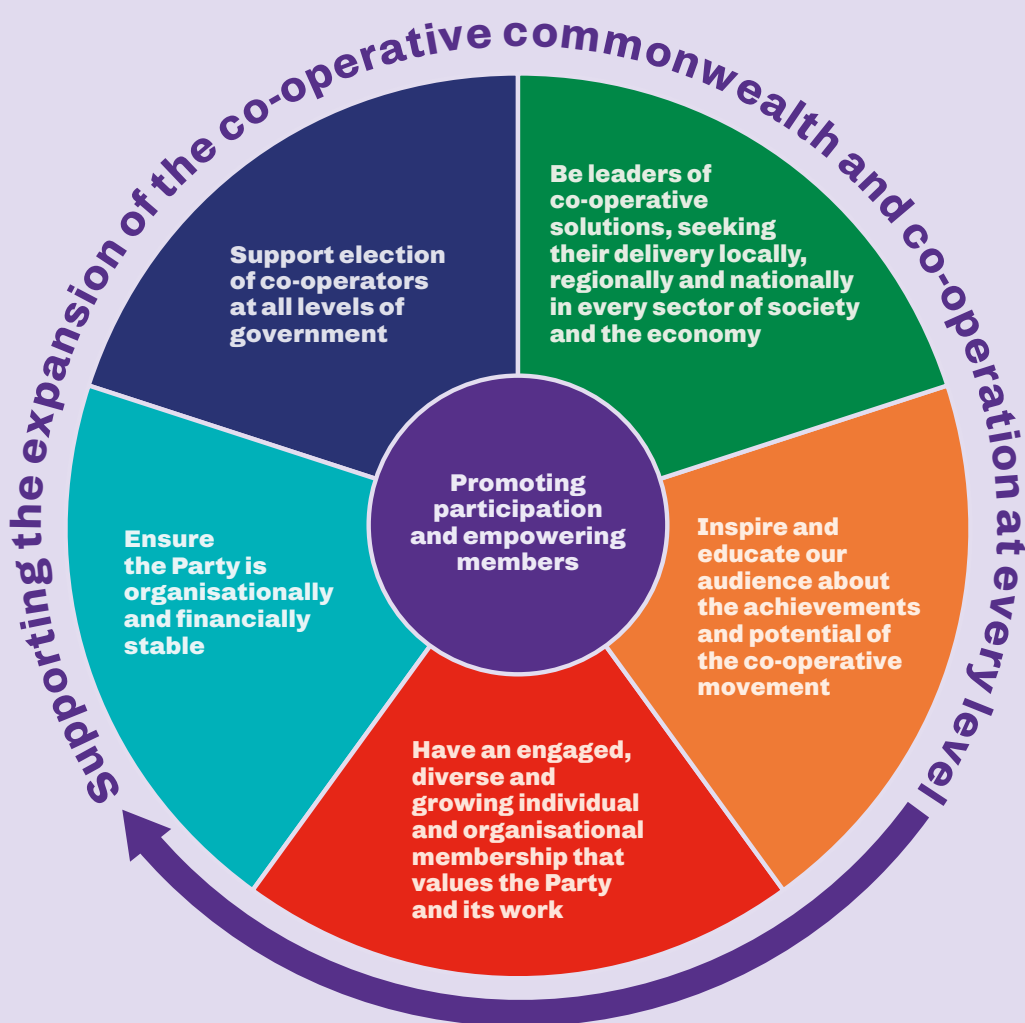 Supporting the expansion of the co-operative commonwealth and co-operation at every level
Be leaders of
co-operative
solutions, seeking
their delivery locally,
regionally and nationally
in every sector of society
and the economy
Inspire and
educate our
audience about
the achievements
and potential of
the co-operative
movement
Have an engaged,
diverse and
growing individual
and organisational
membership that
values the Party
and its work
Ensure
the Party is
organisationally
and financially
stable
Support election
of co-operators
at all levels of
government
Promoting
participation
and empowering
members